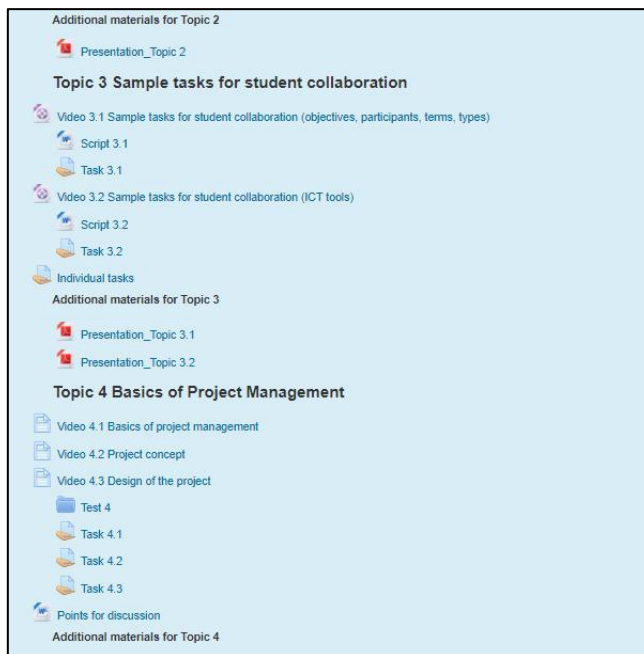 Additional materials for Topic 2
Presentation_Topic 2
Topic 3 Sample tasks for student collaboration
Video 3.1 Sample tasks for student collaboration (objectives, participants, terms, types)
Script 3.1
Task 3.1
Video 3.2 Sample tasks for student collaboration (ICT tools)
Script 3.2
Task 3.2
Individual tasks
Additional materials for Topic 3
Presentation_Topic 3.1
Presentation_Topic 3.2
Topic 4 Basics of Project Management
Video 4.1 Basics of project management
Video 4.2 Project concept
Video 4.3 Design of the project
Test 4
Task 4.1
Task 4.2
Task 4.3
Points for discussion
Additional materials for Topic 4